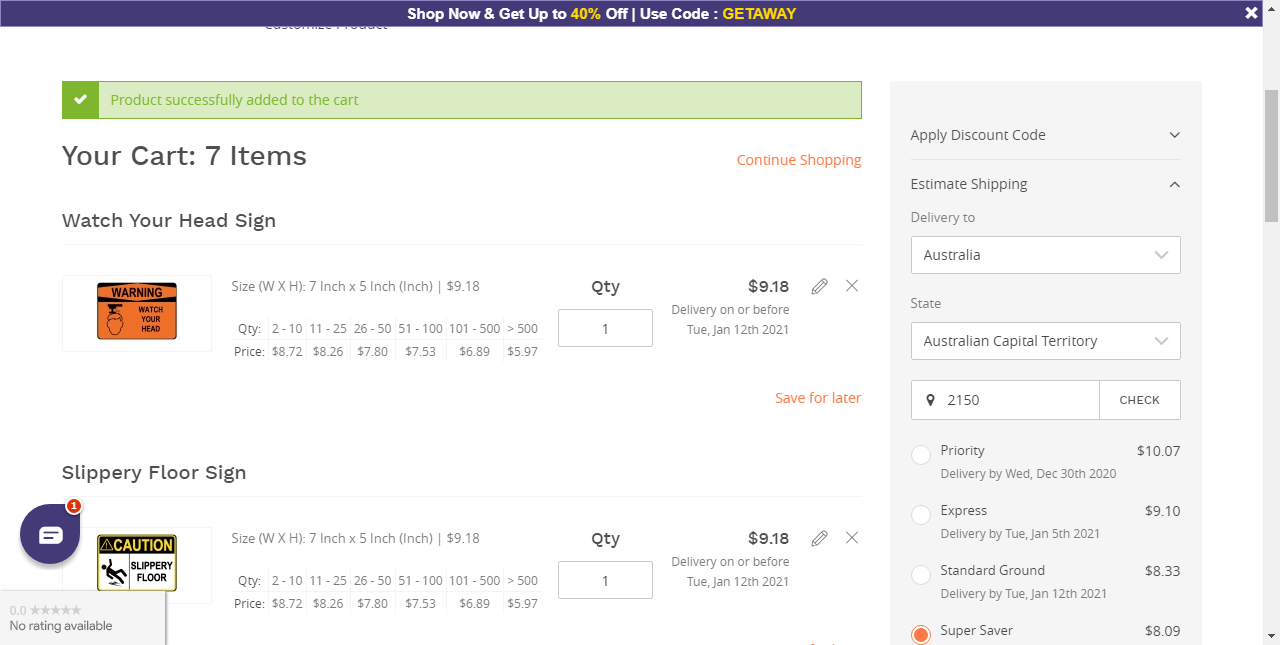 Shop Now & Get Up to 40% Off | Use Code : GETAWAY
Customize Product
Product successfully added to the cart
Your Cart: 7 Items
Continue Shopping
Watch Your Head Sign
WARNING
WATCH
YOUR
HEAD
Size (W X H): 7 Inch x 5 Inch (Inch) | $9.18
Qty: 2 - 10 11 - 25 26 - 50 51 - 100 101 - 500 > 500
Price: $8.72 $8.26 $7.80 $7.53 $6.89 $5.97
Qty
1
$9.18
Delivery on or before
Tue, Jan 12th 2021
Save for later
Slippery Floor Sign
CAUTION
SLIPPERY
FLOOR
Size (W X H): 7 Inch x 5 Inch (Inch) | $9.18
Qty: 2 - 10 11 - 25 26 - 50 51 - 100 101 - 500 > 500
Price: $8.72 $8.26 $7.80 $7.53 $6.89 $5.97
Qty
1
$9.18
Delivery on or before
Tue, Jan 12th 2021
1
0.0
No rating available
Apply Discount Code
Estimate Shipping
Delivery to
Australia
State
Australian Capital Territory
2150
CHECK
Priority $10.07
Delivery by Wed, Dec 30th 2020
Express $9.10
Delivery by Tue, Jan 5th 2021
Standard Ground $8.33
Delivery by Tue, Jan 12th 2021
Super Saver $8.09